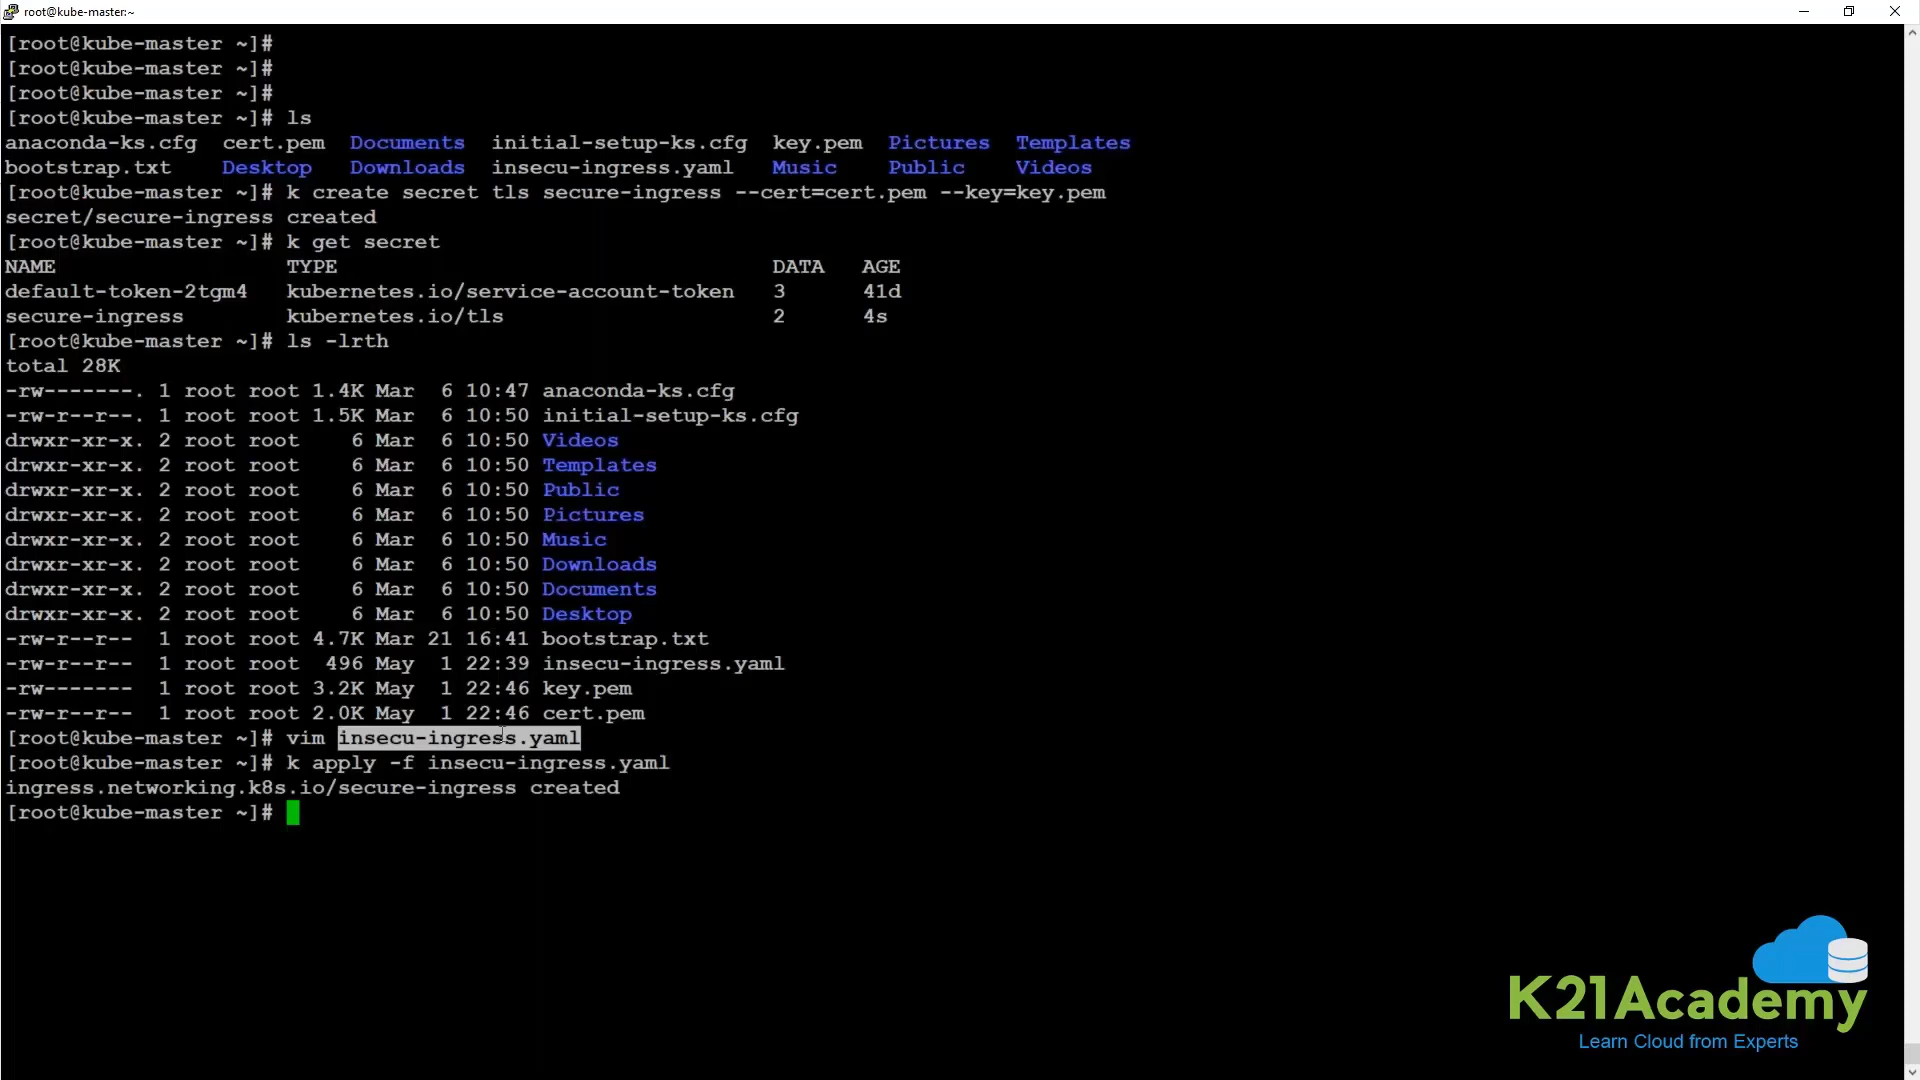 root@kube-master:~
[root@kube-master ~]#
[root@kube-master ~]#
[root@kube-master ~]#
[root@kube-master ~]# ls
anaconda-ks.cfg  cert.pem  Documents  initial-setup-ks.cfg  key.pem  Pictures  Templates
bootstrap.txt    Desktop   Downloads  insecu-ingress.yaml   Music    Public    Videos
[root@kube-master ~]# k create secret tls secure-ingress --cert=cert.pem --key=key.pem
secret/secure-ingress created
[root@kube-master ~]# k get secret
NAME                  TYPE                                  DATA   AGE
default-token-2tgm4   kubernetes.io/service-account-token   3      41d
secure-ingress        kubernetes.io/tls                     2      4s
[root@kube-master ~]# ls -lrth
total 28K
-rw-------. 1 root root 1.4K Mar  6 10:47 anaconda-ks.cfg
-rw-r--r--. 1 root root 1.5K Mar  6 10:50 initial-setup-ks.cfg
drwxr-xr-x. 2 root root    6 Mar  6 10:50 Videos
drwxr-xr-x. 2 root root    6 Mar  6 10:50 Templates
drwxr-xr-x. 2 root root    6 Mar  6 10:50 Public
drwxr-xr-x. 2 root root    6 Mar  6 10:50 Pictures
drwxr-xr-x. 2 root root    6 Mar  6 10:50 Music
drwxr-xr-x. 2 root root    6 Mar  6 10:50 Downloads
drwxr-xr-x. 2 root root    6 Mar  6 10:50 Documents
drwxr-xr-x. 2 root root    6 Mar  6 10:50 Desktop
-rw-r--r--  1 root root 4.7K Mar 21 16:41 bootstrap.txt
-rw-r--r--  1 root root  496 May  1 22:39 insecu-ingress.yaml
-rw-------  1 root root 3.2K May  1 22:46 key.pem
-rw-r--r--  1 root root 2.0K May  1 22:46 cert.pem
[root@kube-master ~]# vim insecu-ingress.yaml
[root@kube-master ~]# k apply -f insecu-ingress.yaml
ingress.networking.k8s.io/secure-ingress created
[root@kube-master ~]#
K21Academy
Learn Cloud from Experts